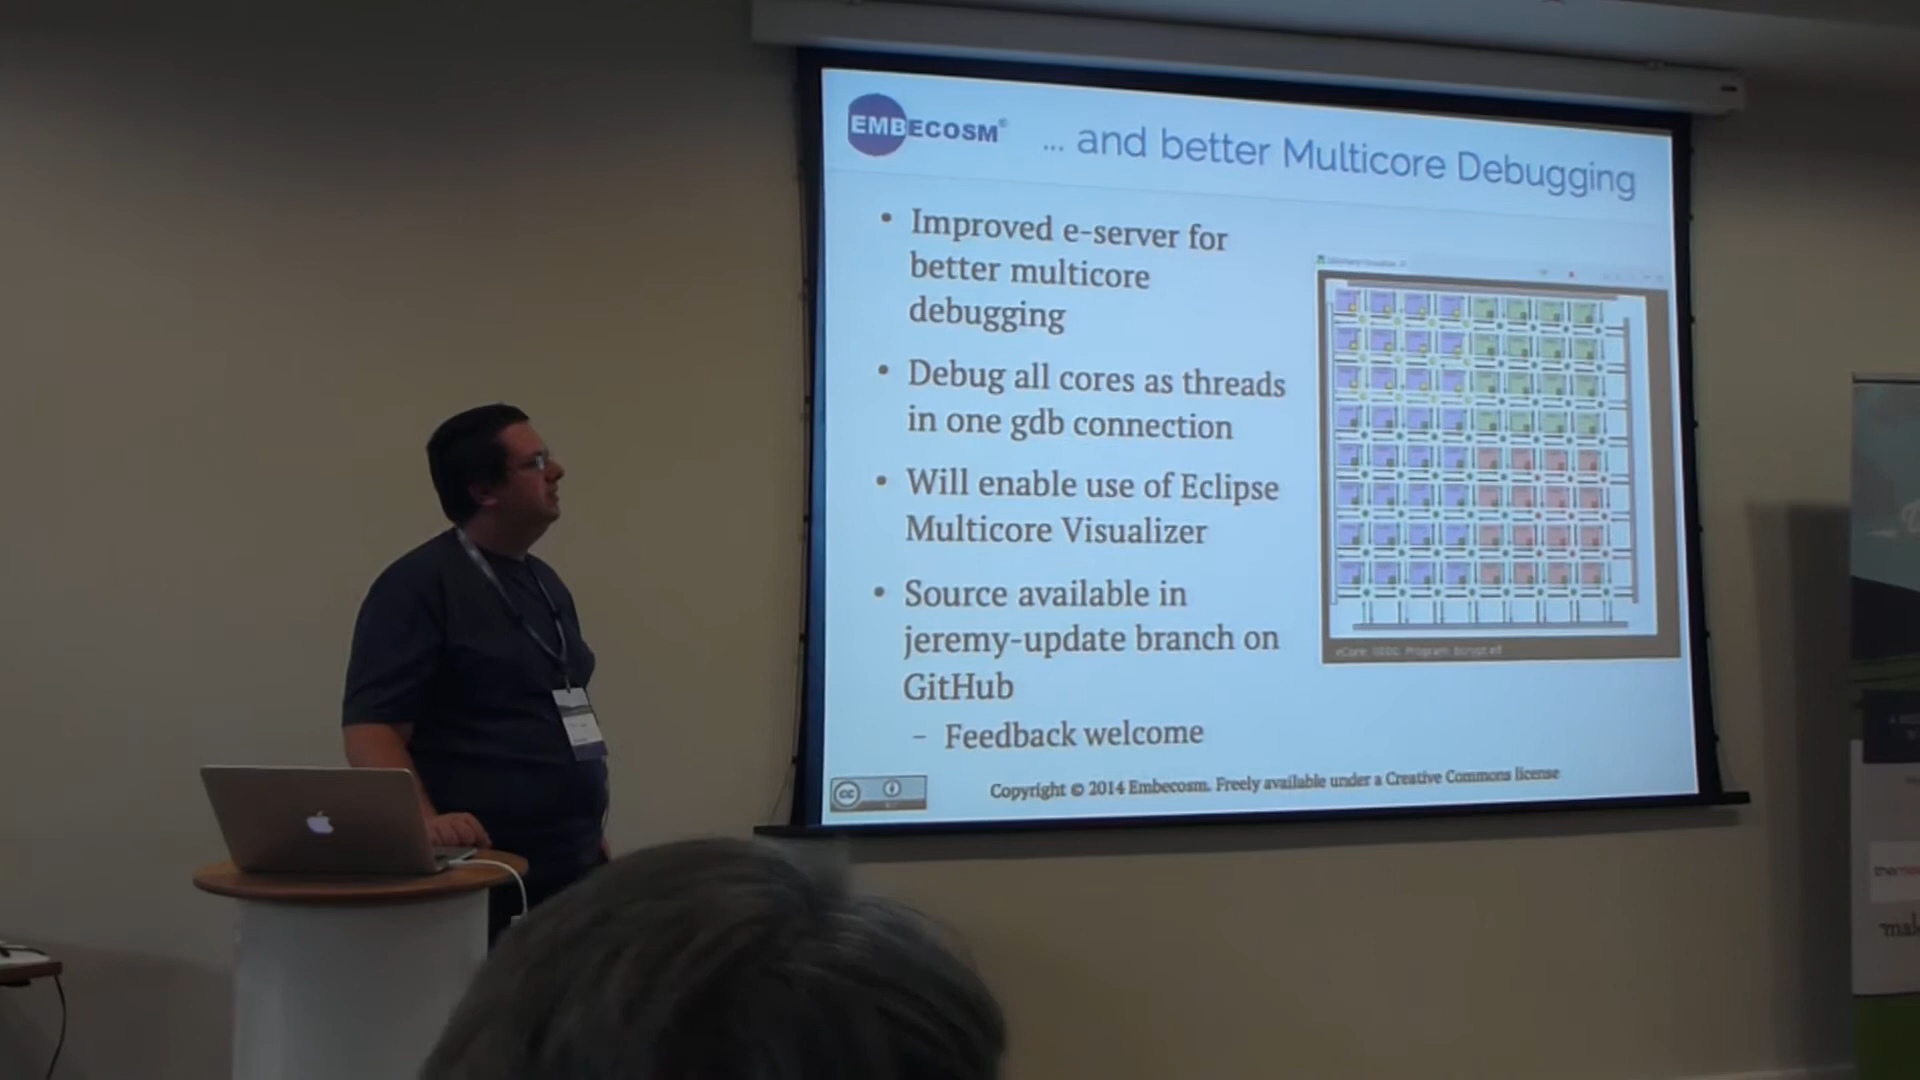 EMBECOSM®
... and better Multicore Debugging
• Improved e-server for
better multicore
debugging
• Debug all cores as threads
in one gdb connection
• Will enable use of Eclipse
Multicore Visualizer
• Source available in
jeremy-update branch on
GitHub
– Feedback welcome
cc
Copyright © 2014 Embecosm. Freely available under a Creative Commons license